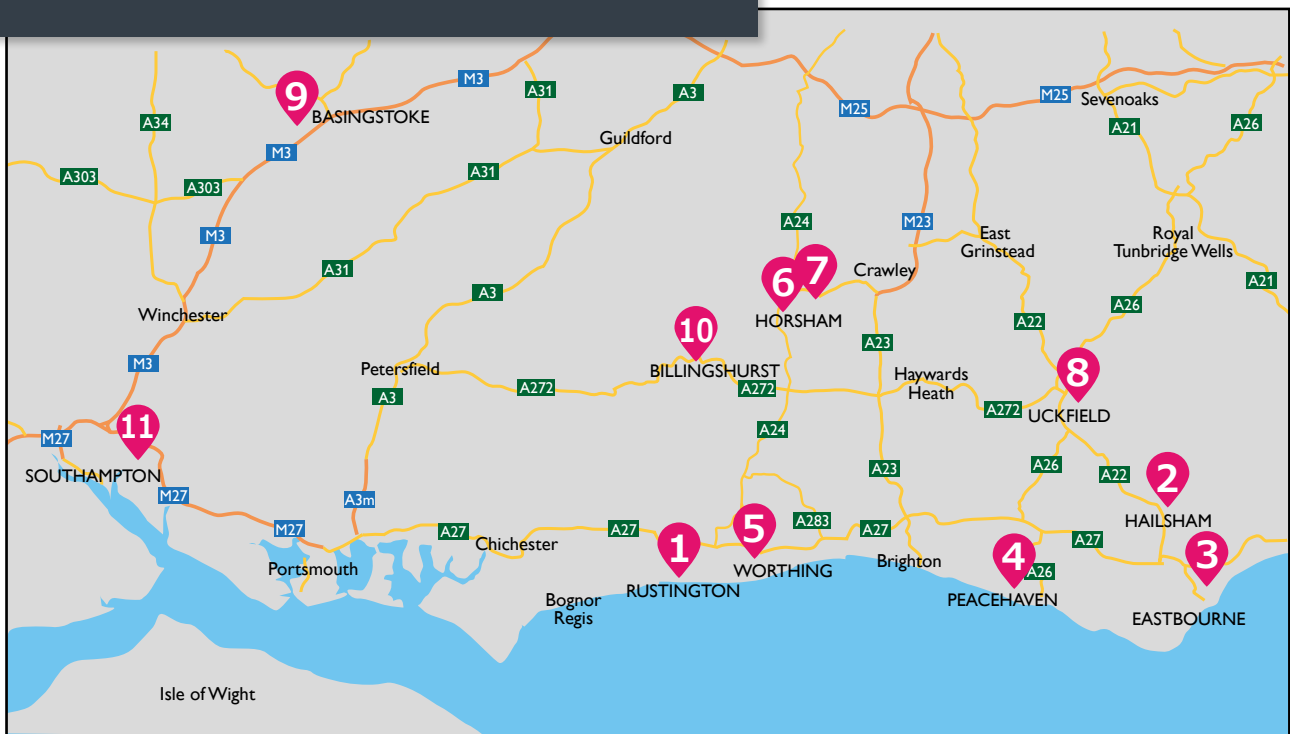 M3
A31
A3
M25
M25
Sevenoaks
9
BASINGSTOKE
A34
Guildford
A21
A26
M3
A303
A303
A31
M3
A24
M23
East
Grinstead
Royal
Tunbridge Wells
A31
6
7
Crawley
A21
A3
A26
Winchester
HORSHAM
A22
10
A23
M3
Petersfield
BILLINGSHURST
Haywards
Heath
8
A272
A272
A3
A272
UCKFIELD
11
M27
A24
SOUTHAMPTON
A23
A26
A22
2
M27
A3m
HAILSHAM
M27
A27
A27
5
A283
A27
A27
Chichester
1
4
3
Portsmouth
WORTHING
Brighton
A26
RUSTINGTON
PEACEHAVEN
Bognor
Regis
EASTBOURNE
Isle of Wight